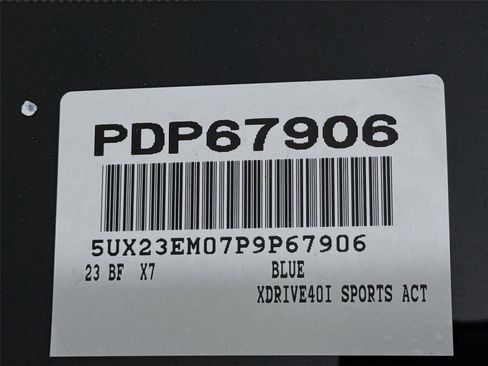 PDP67906
5UX23EM07P9P67906
23 BF X7 BLUE
XDRIVE40I SPORTS ACT